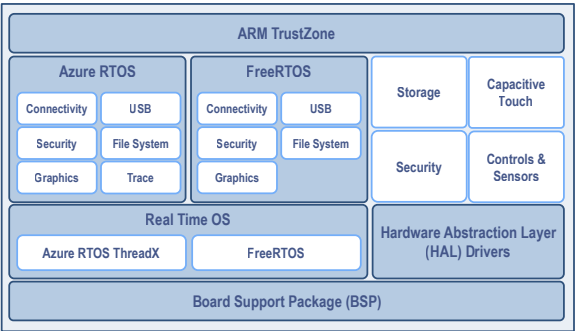 ARM TrustZone
Azure RTOS
Connectivity
USB
Security
File System
Graphics
Trace
FreeRTOS
Connectivity
USB
Security
File System
Graphics
Storage
Capacitive
Touch
Security
Controls &
Sensors
Real Time OS
Azure RTOS ThreadX
FreeRTOS
Hardware Abstraction Layer
(HAL) Drivers
Board Support Package (BSP)